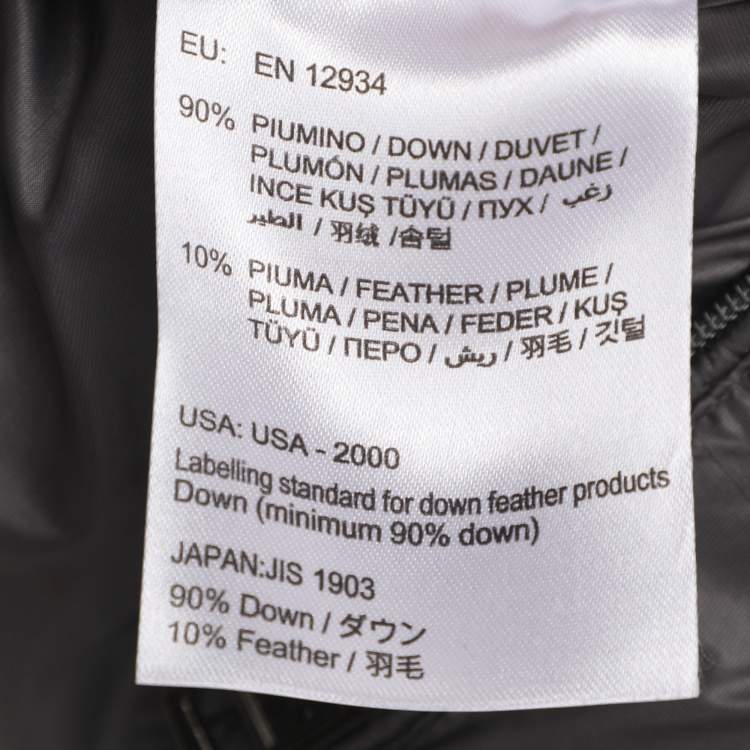 EU: EN 12934
90% PIUMINO / DOWN / DUVET /
PLUMÓN / PLUMAS / DAUNE /
INCE KUŞ TÜYÜ / ПУХ / زغب
الطير / 羽绒 /솜털
10% PIUMA / FEATHER / PLUME /
PLUMA / PENA / FEDER / KUŞ
TÜYÜ / ПЕРО / ريش / 羽毛 / 깃털
USA: USA - 2000
Labelling standard for down feather products
Down (minimum 90% down)
JAPAN:JIS 1903
90% Down / ダウン
10% Feather / 羽毛